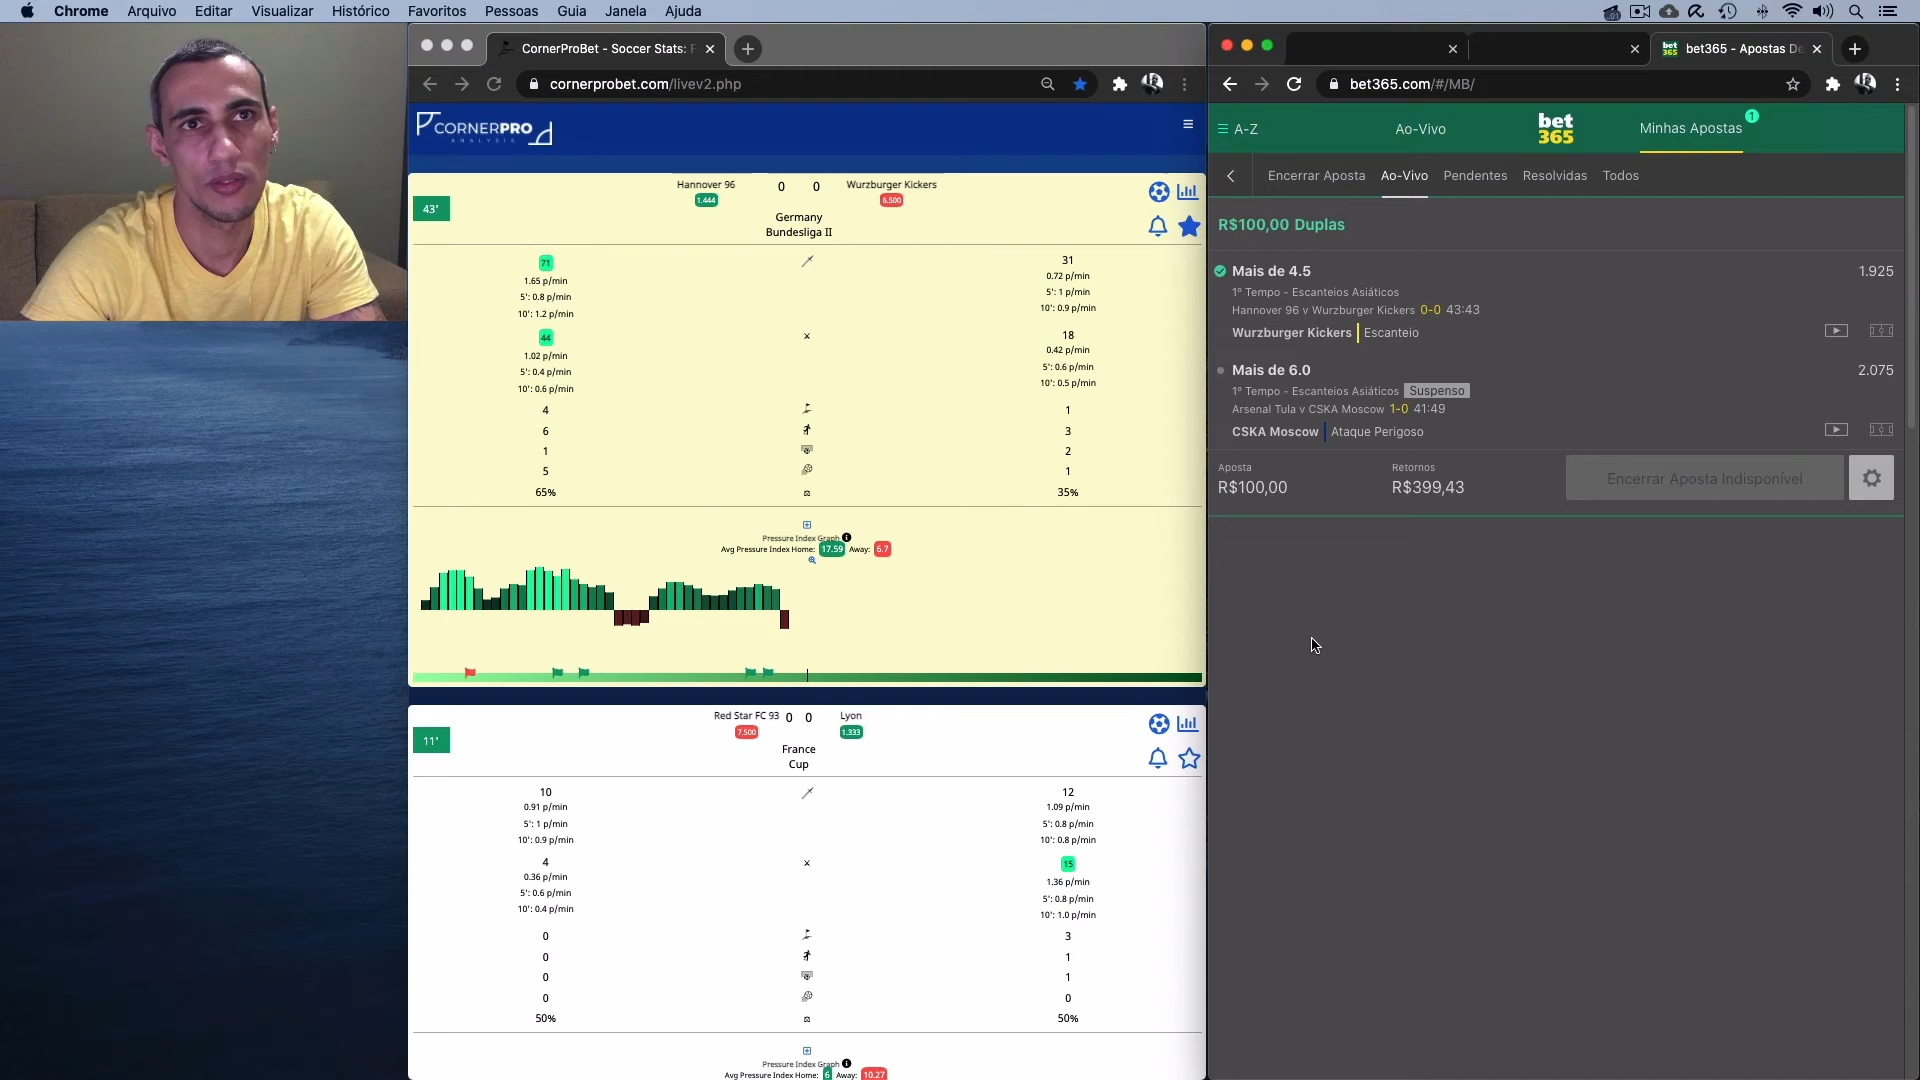 Chrome Arquivo Editar Visualizar Histórico Favoritos Pessoas Guia Janela Ajuda
CornerProBet - Soccer Stats: F
cornerprobet.com/livev2.php
CORNERPRO
ANALYSIS
43'
Hannover 96 0 0 Wurzburger Kickers
1.444 6.500
Germany
Bundesliga II
71 31
1.65 p/min 0.72 p/min
5': 0.8 p/min 5': 1 p/min
10': 1.2 p/min 10': 0.9 p/min
44 18
1.02 p/min 0.42 p/min
5': 0.4 p/min 5': 0.6 p/min
10': 0.6 p/min 10': 0.5 p/min
4 1
6 3
1 2
5 1
65% 35%
Pressure Index Graph
Avg Pressure Index Home: 17.59 Away: 6.7
11'
Red Star FC 93 0 0 Lyon
7.500 1.333
France
Cup
10 12
0.91 p/min 1.09 p/min
5': 1 p/min 5': 0.8 p/min
10': 0.9 p/min 10': 0.8 p/min
4 15
0.36 p/min 1.36 p/min
5': 0.6 p/min 5': 0.8 p/min
10': 0.4 p/min 10': 1.0 p/min
0 3
0 1
0 1
0 0
50% 50%
Pressure Index Graph
Avg Pressure Index Home: 6 Away: 10.27
bet365 - Apostas De
bet365.com/#/MB/
A-Z Ao-Vivo bet365 Minhas Apostas 1
Encerrar Aposta Ao-Vivo Pendentes Resolvidas Todos
R$100,00 Duplas
Mais de 4.5 1.925
1º Tempo - Escanteios Asiáticos
Hannover 96 v Wurzburger Kickers 0-0 43:43
Wurzburger Kickers Escanteio
Mais de 6.0 2.075
1º Tempo - Escanteios Asiáticos Suspenso
Arsenal Tula v CSKA Moscow 1-0 41:49
CSKA Moscow Ataque Perigoso
Aposta Retornos
R$100,00 R$399,43
Encerrar Aposta Indisponível